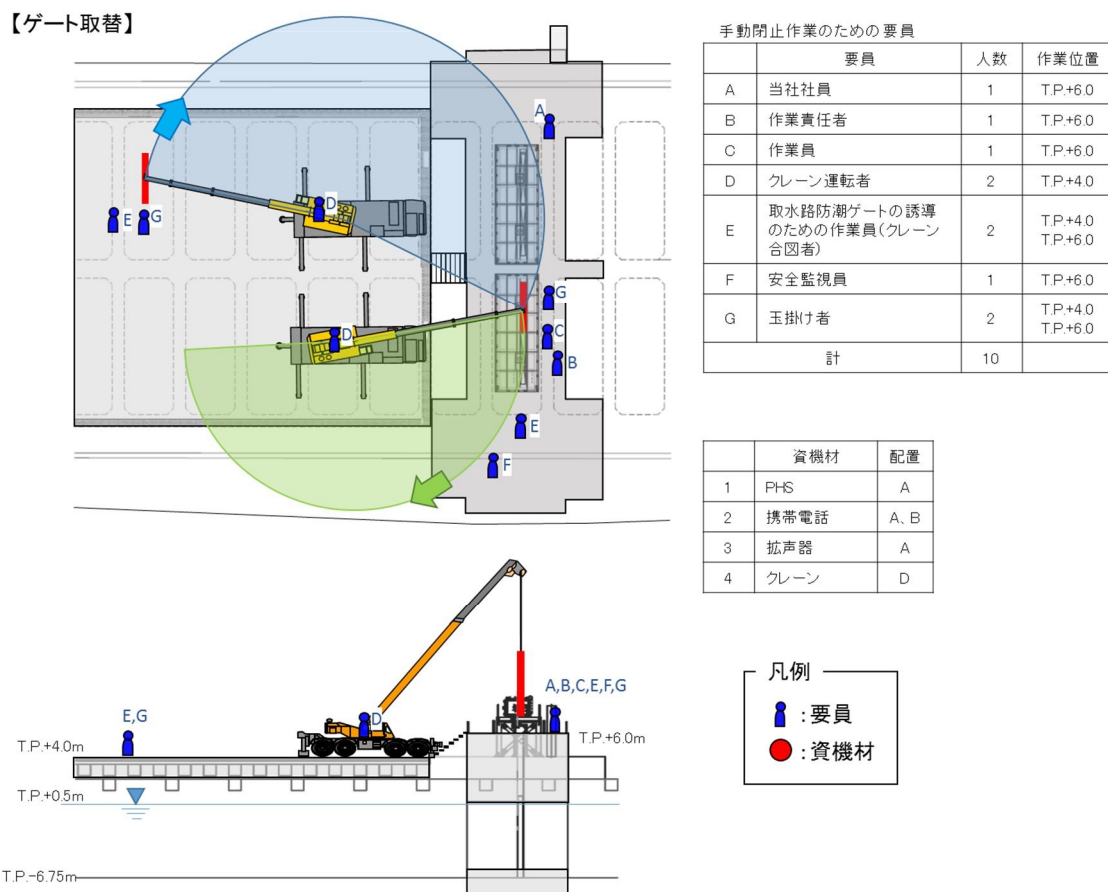 【ゲート取替】
A
D
E
G
G
D
C
B
E
F
手動閉止作業のための要員
要員 人数 作業位置
A 当社社員 1 T.P.+6.0
B 作業責任者 1 T.P.+6.0
C 作業員 1 T.P.+6.0
D クレーン運転者 2 T.P.+4.0
E 取水路防潮ゲートの誘導 2 T.P.+4.0
のための作業員(クレーン T.P.+6.0
合図者)
F 安全監視員 1 T.P.+6.0
G 玉掛け者 2 T.P.+4.0
T.P.+6.0
計 10
資機材 配置
1 PHS A
2 携帯電話 A、B
3 拡声器 A
4 クレーン D
A,B,C,E,F,G
E,G
D
T.P.+4.0m
T.P.+6.0m
T.P.+0.5m
T.P.-6.75m
凡例
:要員
:資機材